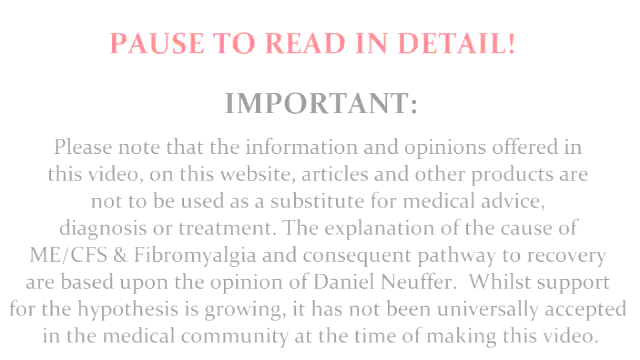 PAUSE TO READ IN DETAIL!
IMPORTANT:
Please note that the information and opinions offered in
this video, on this website, articles and other products are
not to be used as a substitute for medical advice,
diagnosis or treatment. The explanation of the cause of
ME/CFS & Fibromyalgia and consequent pathway to recovery
are based upon the opinion of Daniel Neuffer.  Whilst support
for the hypothesis is growing, it has not been universally accepted
in the medical community at the time of making this video.